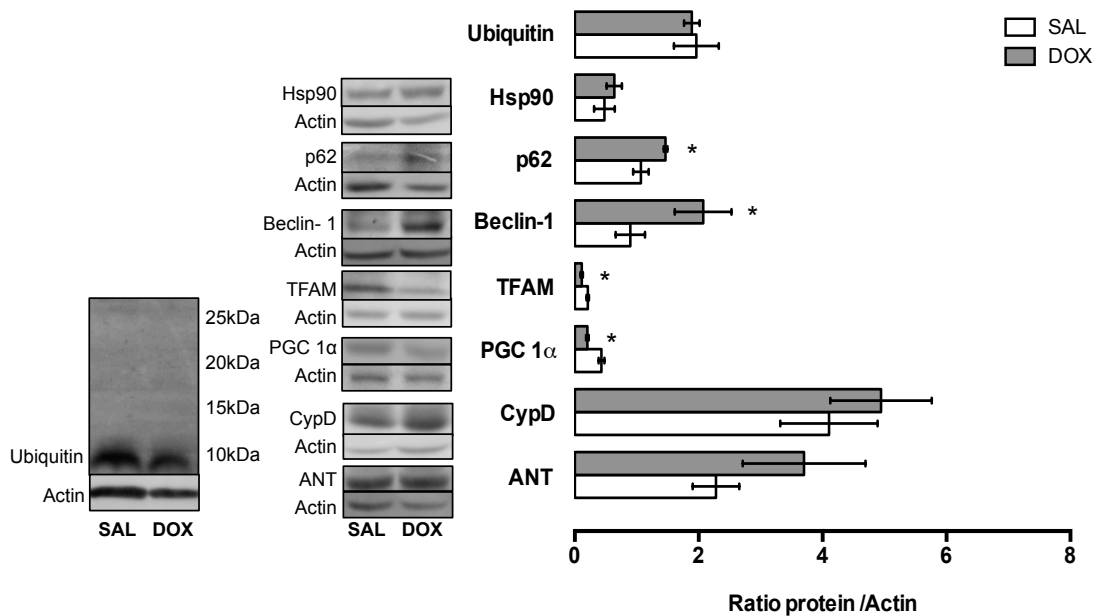 25kDa
20kDa
15kDa
10kDa
Ubiquitin
Actin
SAL DOX
Hsp90
Actin
p62
Actin
Beclin- 1
Actin
TFAM
Actin
PGC 1α
Actin
CypD
Actin
ANT
Actin
SAL DOX
Ubiquitin
Hsp90
p62
*
Beclin-1
*
TFAM
*
PGC 1α
*
CypD
ANT
0 2 4 6 8
Ratio protein /Actin
SAL
DOX